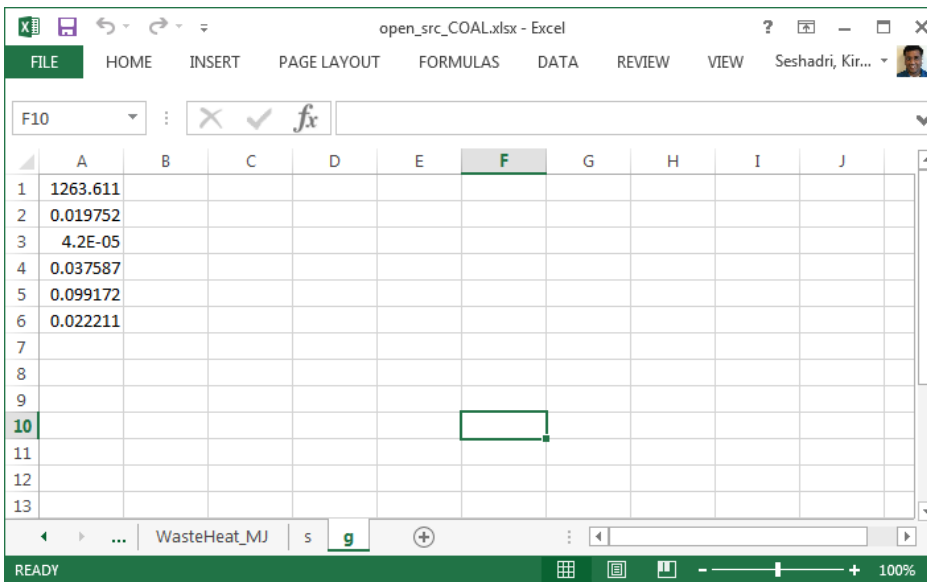 open_src_COAL.xlsx - Excel ?
FILE HOME INSERT PAGE LAYOUT FORMULAS DATA REVIEW VIEW Seshadri, Kir...
F10 fx
A B C D E F G H I J
1 1263.611
2 0.019752
3 4.2E-05
4 0.037587
5 0.099172
6 0.022211
7
8
9
10
11
12
13
... WasteHeat_MJ s g
READY 100%